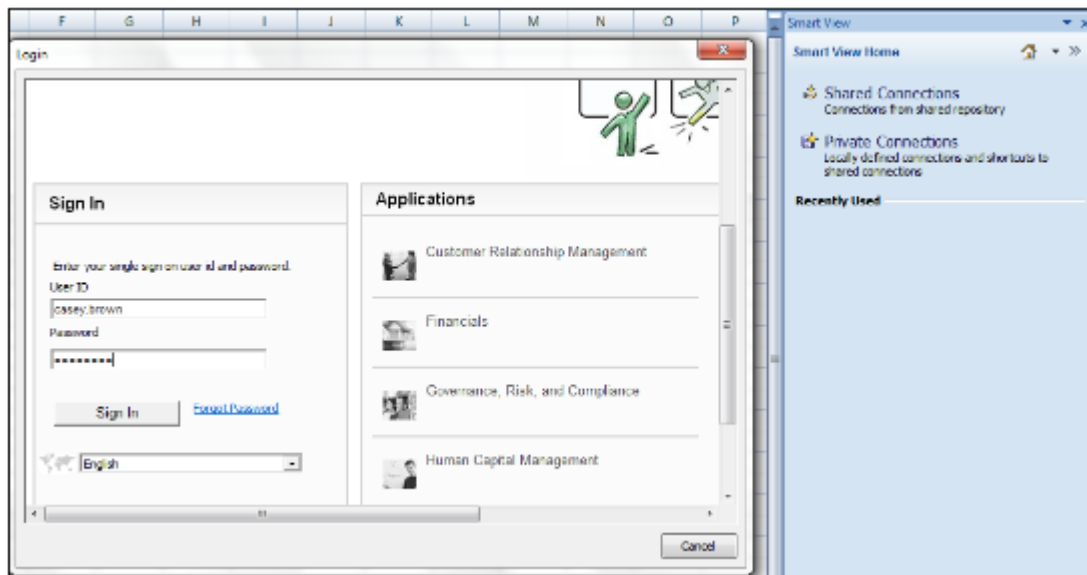 F G H I J K L M N O P
Smart View
Login
Smart View Home
Shared Connections
Connections from shared repository
Private Connections
Locally defined connections and shortcuts to
shared connections
Recently Used
Sign In
Enter your single sign on user id and password.
User ID
casey.brown
Password
Sign In
Forgot Password
English
Applications
Customer Relationship Management
Financials
Governance, Risk, and Compliance
Human Capital Management
Cancel